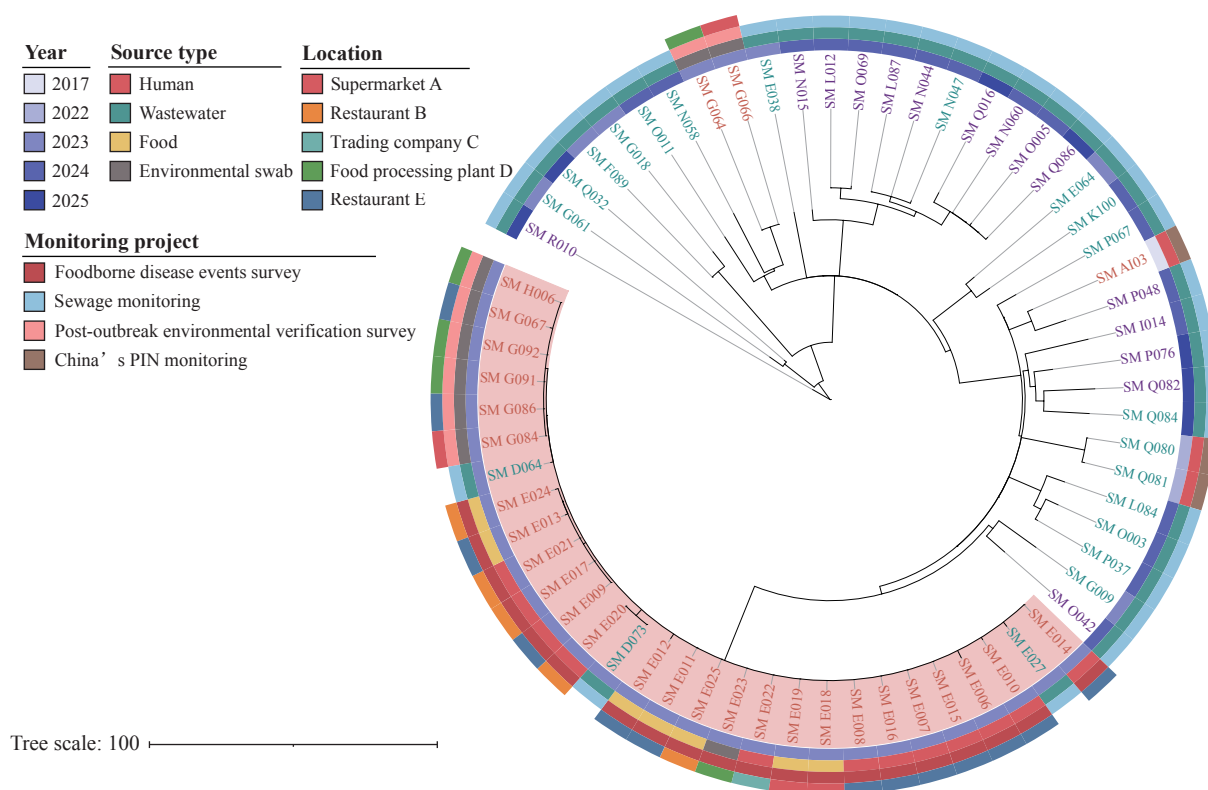 Year
2017
2022
2023
2024
2025
Source type
Human
Wastewater
Food
Environmental swab
Location
Supermarket A
Restaurant B
Trading company C
Food processing plant D
Restaurant E
Monitoring project
Foodborne disease events survey
Sewage monitoring
Post-outbreak environmental verification survey
China’s PIN monitoring
SM R010
SM G061
SM Q032
SM F089
SM G018
SM O011
SM N058
SM G064
SM G066
SM E038
SM N015
SM L012
SM O069
SM L087
SM N044
SM N047
SM Q016
SM N060
SM O005
SM Q086
SM E064
SM K100
SM P067
SM AI03
SM P048
SM I014
SM P076
SM Q082
SM Q084
SM Q080
SM Q081
SM L084
SM O003
SM P037
SM G009
SM O042
SM E014
SM E027
SM E010
SM E006
SM E015
SM E007
SM E016
SM E008
SM E018
SM E019
SM E022
SM E023
SM E025
SM E011
SM E012
SM D073
SM E020
SM E009
SM E017
SM E021
SM E013
SM E024
SM D064
SM G084
SM G086
SM G091
SM G092
SM G067
SM H006
Tree scale: 100